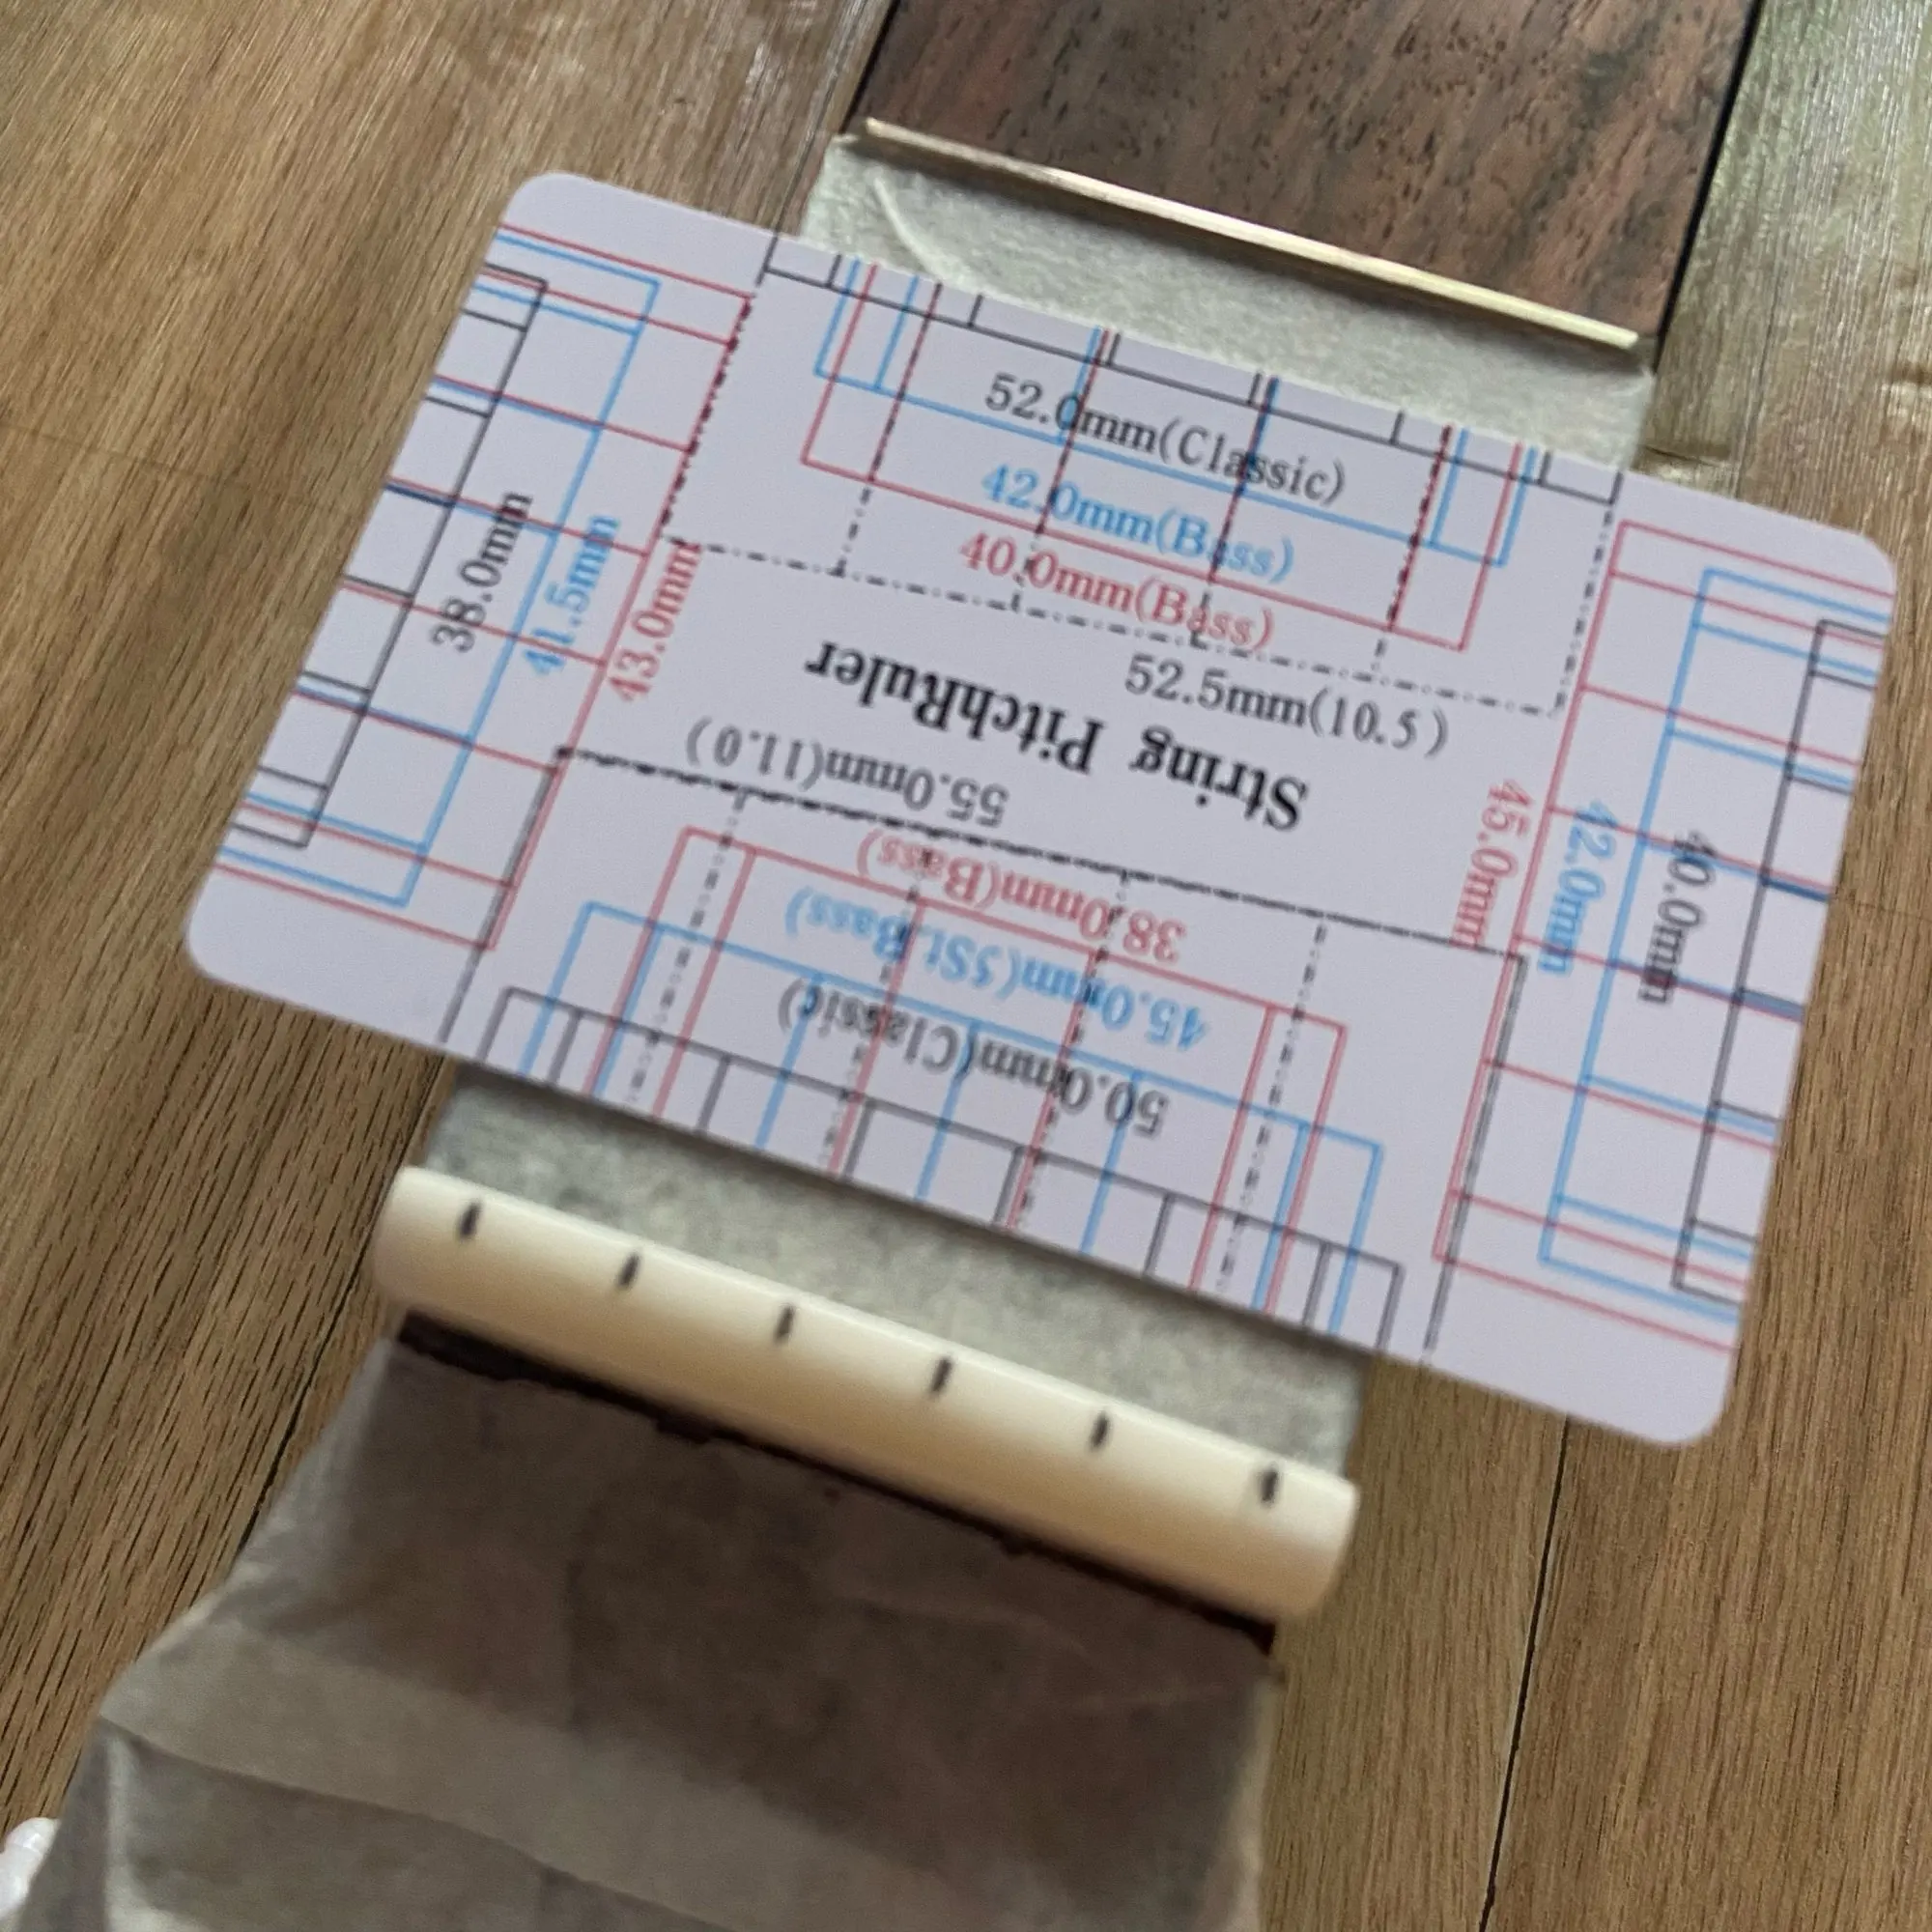 52.0mm(Classic)
42.0mm(Bass)
40.0mm(Bass)
52.5mm(10.5)
String PitchRuler
55.0mm(11.0)
38.0mm(Bass)
45.0mm(5St.Bass)
50.0mm(Classic)
38.0mm
41.5mm
43.0mm
45.0mm
42.0mm
40.0mm